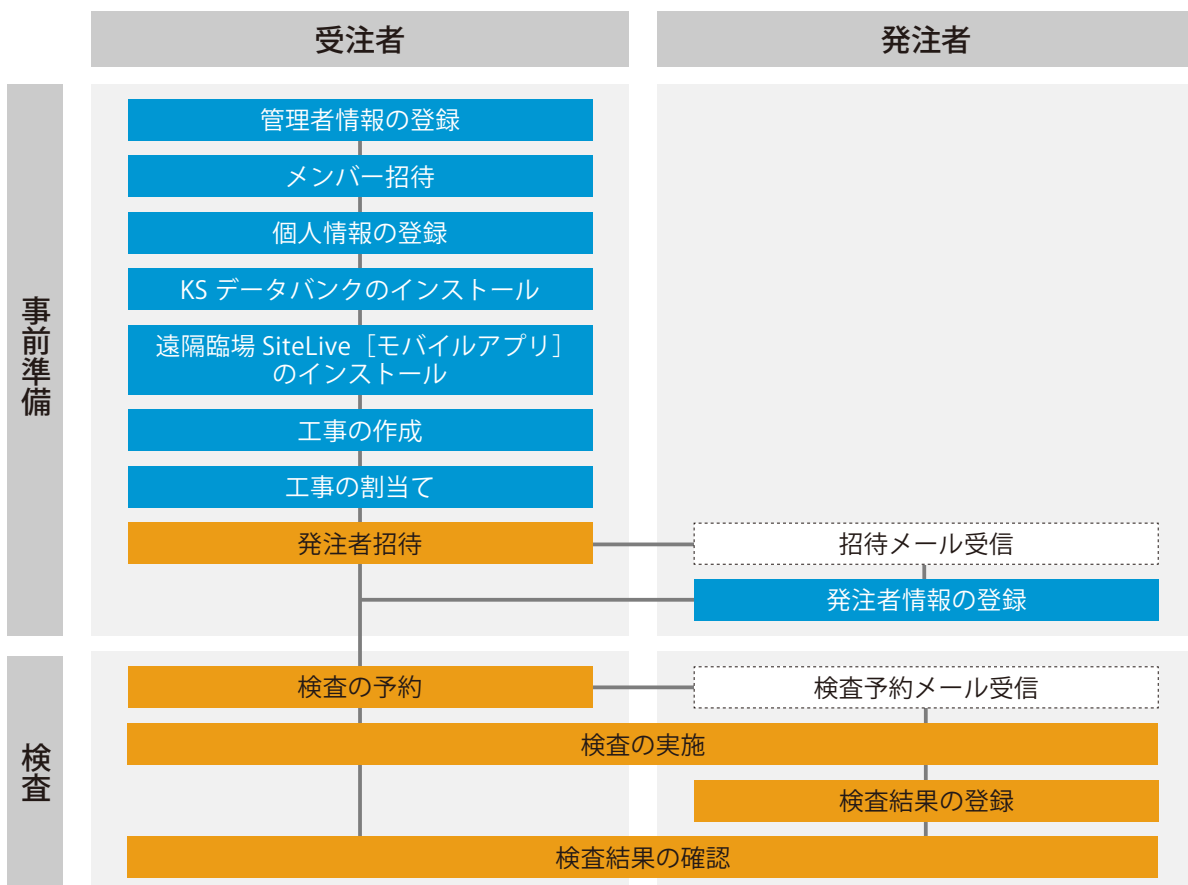 受注者
発注者
事前準備
管理者情報の登録
メンバー招待
個人情報の登録
KS データバンクのインストール
遠隔臨場 SiteLive［モバイルアプリ］
のインストール
工事の作成
工事の割当て
発注者招待
招待メール受信
発注者情報の登録
検査
検査の予約
検査予約メール受信
検査の実施
検査結果の登録
検査結果の確認